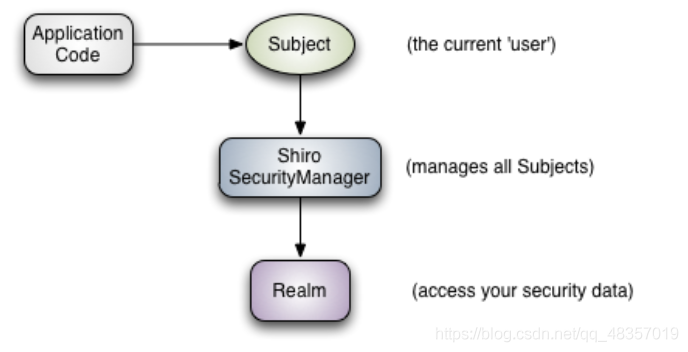 Application
Code
Subject
(the current 'user')
Shiro
SecurityManager
(manages all Subjects)
Realm
(access your security data)
https://blog.csdn.net/qq_48357019